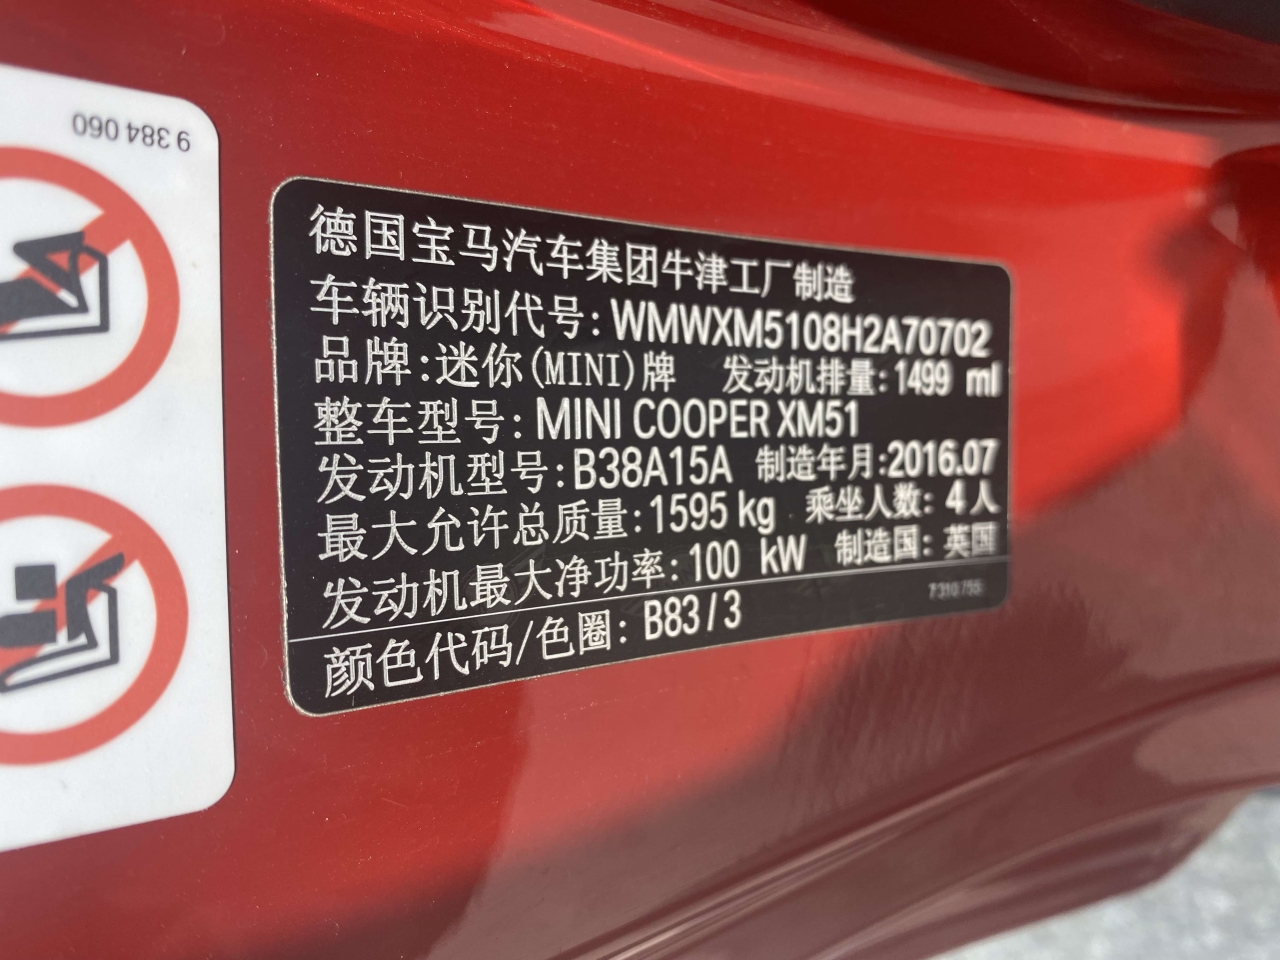 9 384 060
德国宝马汽车集团牛津工厂制造
车辆识别代号: WMWXM5108H2A70702
品牌: 迷你(MINI)牌 发动机排量: 1499 ml
整车型号: MINI COOPER XM51
发动机型号: B38A15A 制造年月: 2016.07
最大允许总质量: 1595 kg 乘坐人数: 4人
发动机最大净功率: 100 kW 制造国: 英国
7310 755
颜色代码/色圈: B83 / 3